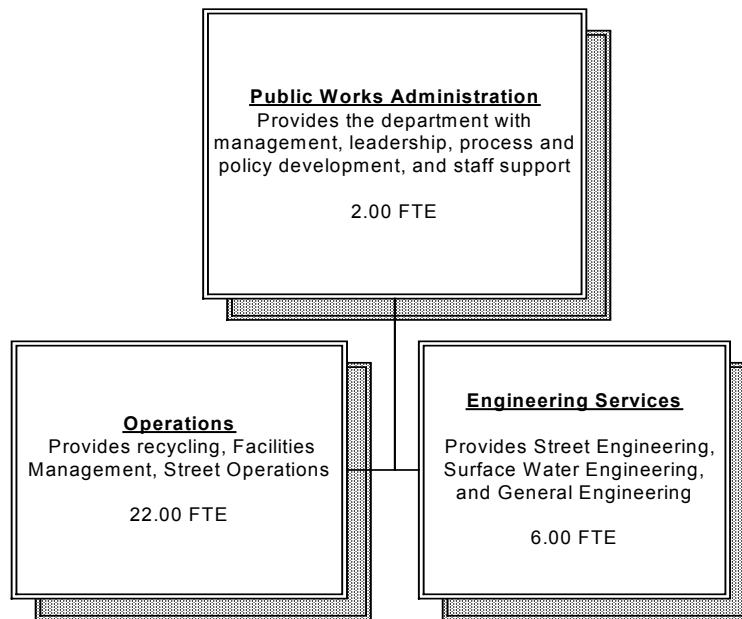 Public Works Administration
Provides the department with
management, leadership, process and
policy development, and staff support
2.00 FTE
Operations
Provides recycling, Facilities
Management, Street Operations
22.00 FTE
Engineering Services
Provides Street Engineering,
Surface Water Engineering,
and General Engineering
6.00 FTE